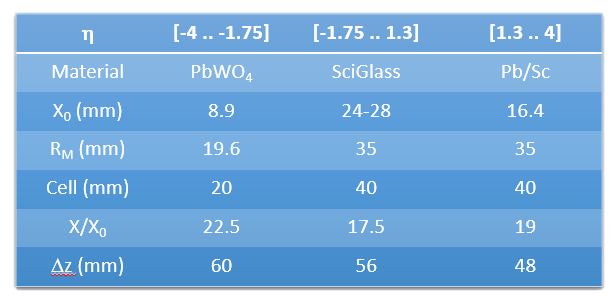 η [-4 .. -1.75] [-1.75 .. 1.3] [1.3 .. 4]
Material PbWO₄ SciGlass Pb/Sc
X₀ (mm) 8.9 24-28 16.4
R_M (mm) 19.6 35 35
Cell (mm) 20 40 40
X/X₀ 22.5 17.5 19
Δz (mm) 60 56 48